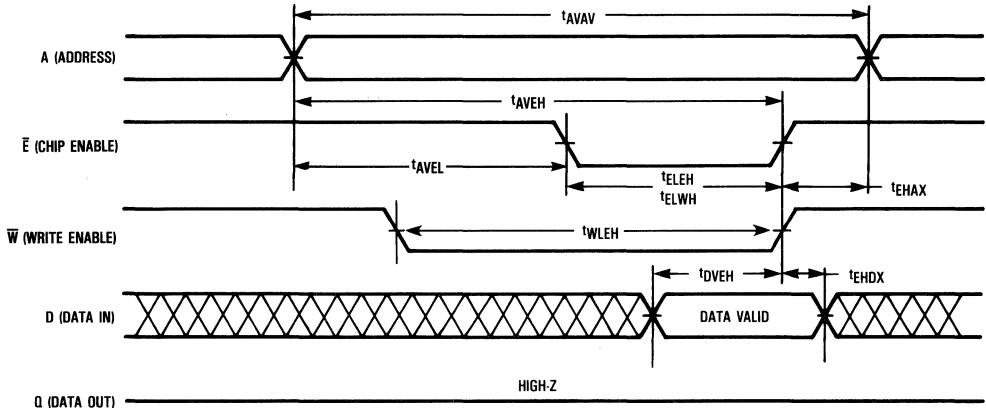 tAVAV
A (ADDRESS)
tAVEH
E̅ (CHIP ENABLE)
tAVEL
tELEH
tELWH
tEHAX
W̅ (WRITE ENABLE)
tWLEH
tDVEH
tEHDX
D (DATA IN)
DATA VALID
HIGH-Z
Q (DATA OUT)